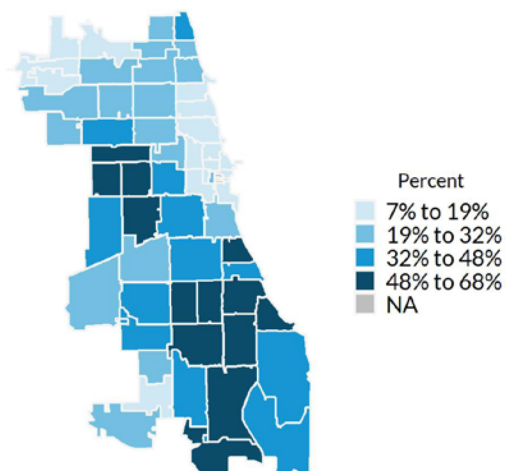 Percent
7% to 19%
19% to 32%
32% to 48%
48% to 68%
NA